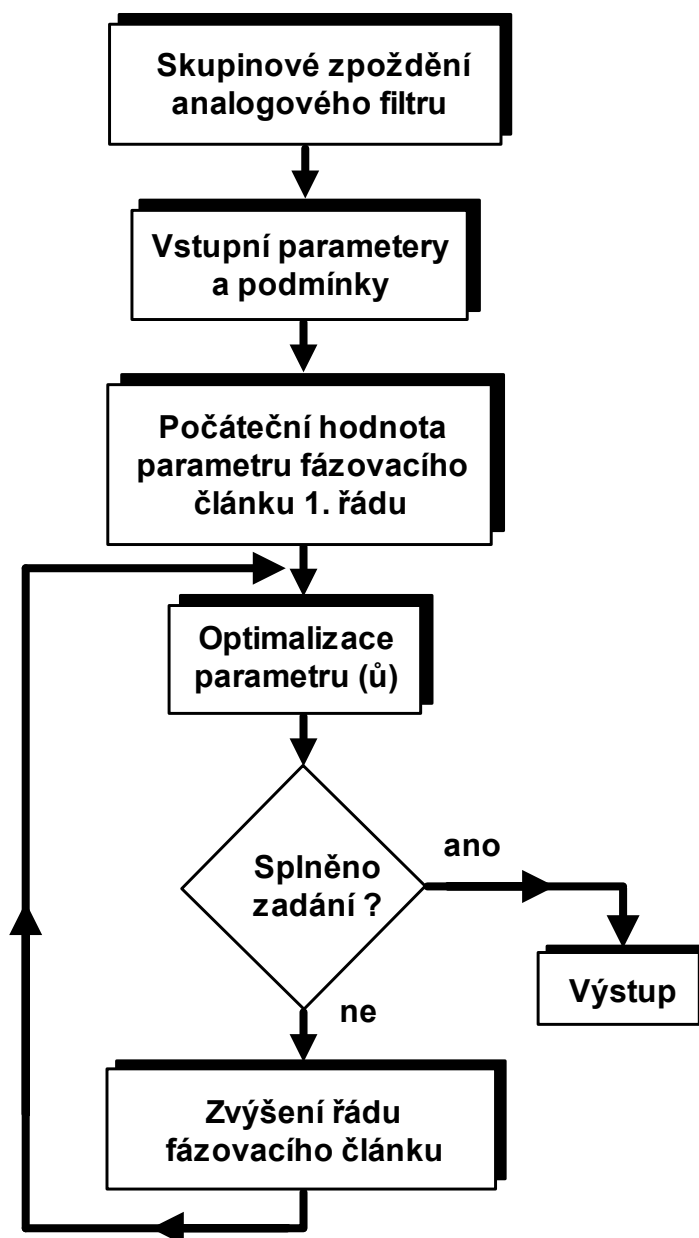 Skupinové zpoždění
analogového filtru
Vstupní parametery
a podmínky
Počáteční hodnota
parametru fázovacího
článku 1. řádu
Optimalizace
parametru (ů)
Splněno
zadání ?
ano
Výstup
ne
Zvýšení řádu
fázovacího článku